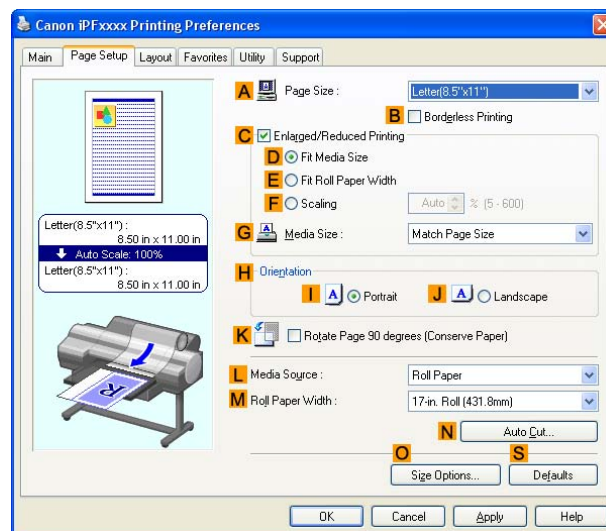 Canon iPFxxxx Printing Preferences
Main Page Setup Layout Favorites Utility Support
A Page Size : Letter(8.5"x11")
B Borderless Printing
C Enlarged/Reduced Printing
D Fit Media Size
E Fit Roll Paper Width
F Scaling Auto % (5 - 600)
G Media Size : Match Page Size
Letter(8.5"x11") :
8.50 in x 11.00 in
Auto Scale: 100%
Letter(8.5"x11") :
8.50 in x 11.00 in
H Orientation
I A Portrait J A Landscape
K Rotate Page 90 degrees (Conserve Paper)
R
L Media Source : Roll Paper
M Roll Paper Width : 17-in. Roll (431.8mm)
N Auto Cut...
O S
Size Options... Defaults
OK Cancel Apply Help